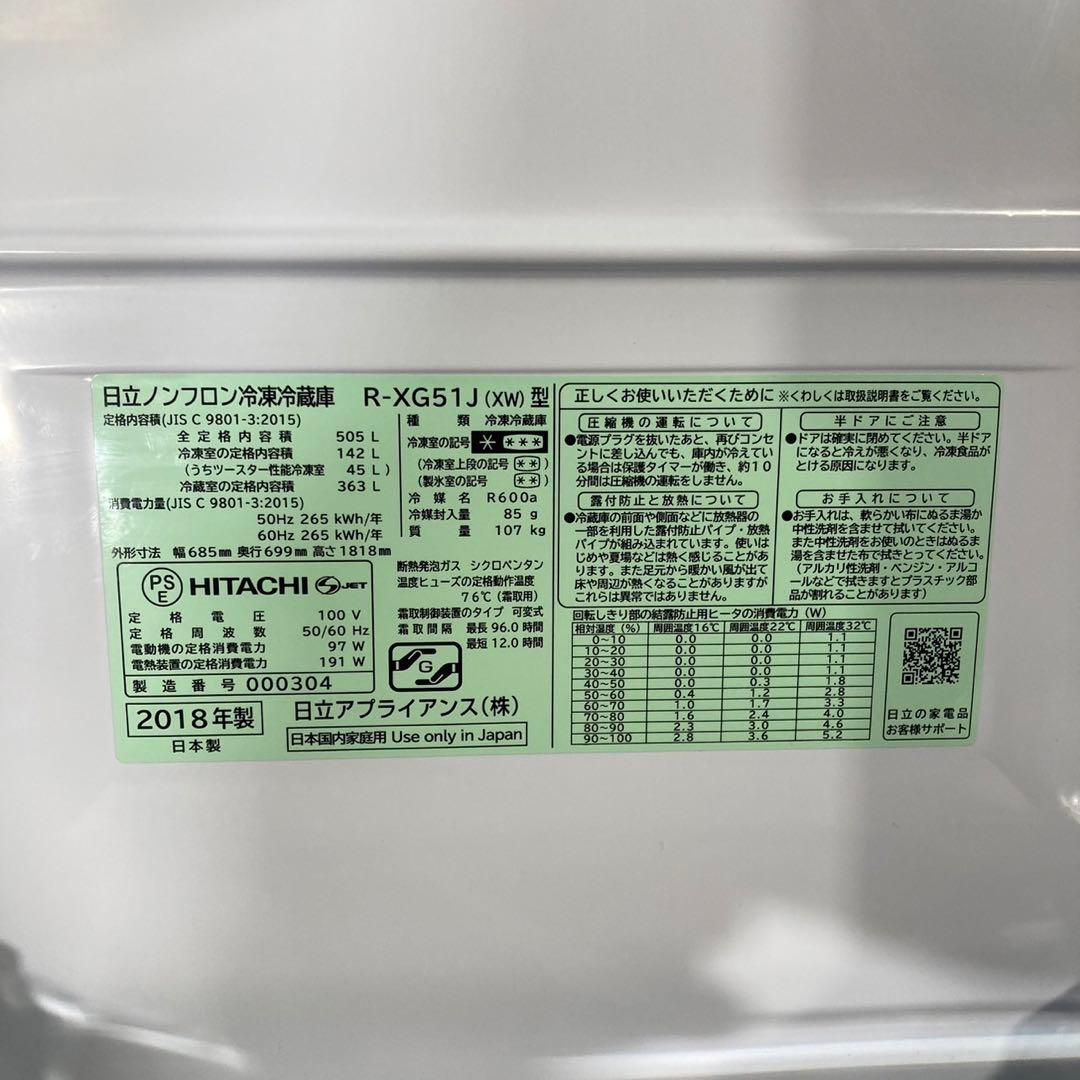 日立ノンフロン冷凍冷蔵庫 R-XG51J(XW)型
定格内容積(JIS C 9801-3:2015)
全定格内容積 505 L
冷凍室の定格内容積 142 L
(うちツースター性能冷凍室 45 L)
冷蔵室の定格内容積 363 L
消費電力量(JIS C 9801-3:2015)
50Hz 265 kWh/年
60Hz 265 kWh/年
外形寸法 幅685mm 奥行699mm 高さ1818mm
種類 冷凍冷蔵庫
冷凍室の記号 * ***
(冷凍室上段の記号 **)
(製氷室の記号 **)
冷媒名 R600a
冷媒封入量 85 g
質量 107 kg
PS
E
HITACHI S JET
定格電圧 100 V
定格周波数 50/60 Hz
電動機の定格消費電力 97 W
電熱装置の定格消費電力 191 W
製造番号 000304
断熱発泡ガス シクロペンタン
温度ヒューズの定格動作温度
76℃(霜取用)
霜取制御装置のタイプ 可変式
霜取間隔 最長 96.0 時間
最短 12.0 時間
G
2018年製
日本製
日立アプライアンス(株)
日本国内家庭用 Use only in Japan
正しくお使いいただくために ※くわしくは取扱説明書をご覧ください。
圧縮機の運転について
●電源プラグを抜いたあと、再びコンセ
ントに差し込んでも、庫内が冷えてい
る場合は保護タイマーが働き、約10
分間は圧縮機の運転をしません。
露付防止と放熱について
●冷蔵庫の前面や側面などに放熱器の
一部を利用した露付防止パイプ・放熱
パイプが組み込まれています。使いは
じめや夏場などは熱く感じることがあ
ります。また足元から暖かい風が出て
床や周辺が熱くなることがありますが
これらは異常ではありません。
半ドアにご注意
●ドアは確実に閉めてください。半ドア
になると冷えが悪くなり、冷凍食品が
とける原因になります。
お手入れについて
●お手入れは、軟らかい布にぬるま湯か
中性洗剤を含ませて拭いてください。
また中性洗剤をお使いのときはぬるま
湯を含ませた布で拭きとってください。
(アルカリ性洗剤・ベンジン・アルコ
ールなどで拭きますとプラスチック部
品が割れることがあります)
回転しきり部の結露防止用ヒータの消費電力(W)
相対湿度(%) 周囲温度16℃ 周囲温度22℃ 周囲温度32℃
0~10 0.0 0.0 1.1
10~20 0.0 0.0 1.1
20~30 0.0 0.0 1.1
30~40 0.0 0.0 1.1
40~50 0.0 0.3 1.8
50~60 0.4 1.2 2.8
60~70 1.0 1.7 3.3
70~80 1.6 2.4 4.0
80~90 2.3 3.0 4.6
90~100 2.8 3.6 5.2
日立の家電品
お客様サポート